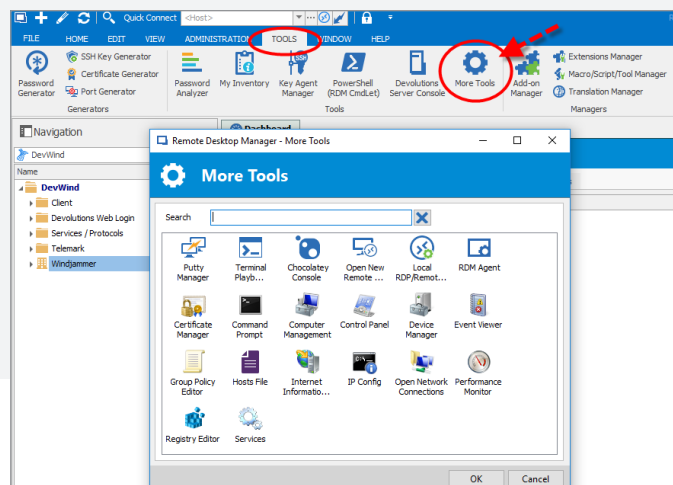 Quick Connect <Host>
FILE HOME EDIT VIEW ADMINISTRATION TOOLS WINDOW HELP
Password Generator
SSH Key Generator
Certificate Generator
Port Generator
Generators
Password Analyzer
My Inventory
Key Agent Manager
PowerShell (RDM CmdLet)
Devolutions Server Console
More Tools
Tools
Add-on Manager
Extensions Manager
Macro/Script/Tool Manager
Translation Manager
Managers
Navigation
Dashboard
DevWind
Name
DevWind
Client
Devolutions Web Login
Services / Protocols
Telemark
Windjammer
Remote Desktop Manager - More Tools
More Tools
Search
Putty Manager
Terminal Playb...
Chocolatey Console
Open New Remote ...
Local RDP/Remot...
RDM Agent
Certificate Manager
Command Prompt
Computer Management
Control Panel
Device Manager
Event Viewer
Group Policy Editor
Hosts File
Internet Informatio...
IP Config
Open Network Connections
Performance Monitor
Registry Editor
Services
OK
Cancel